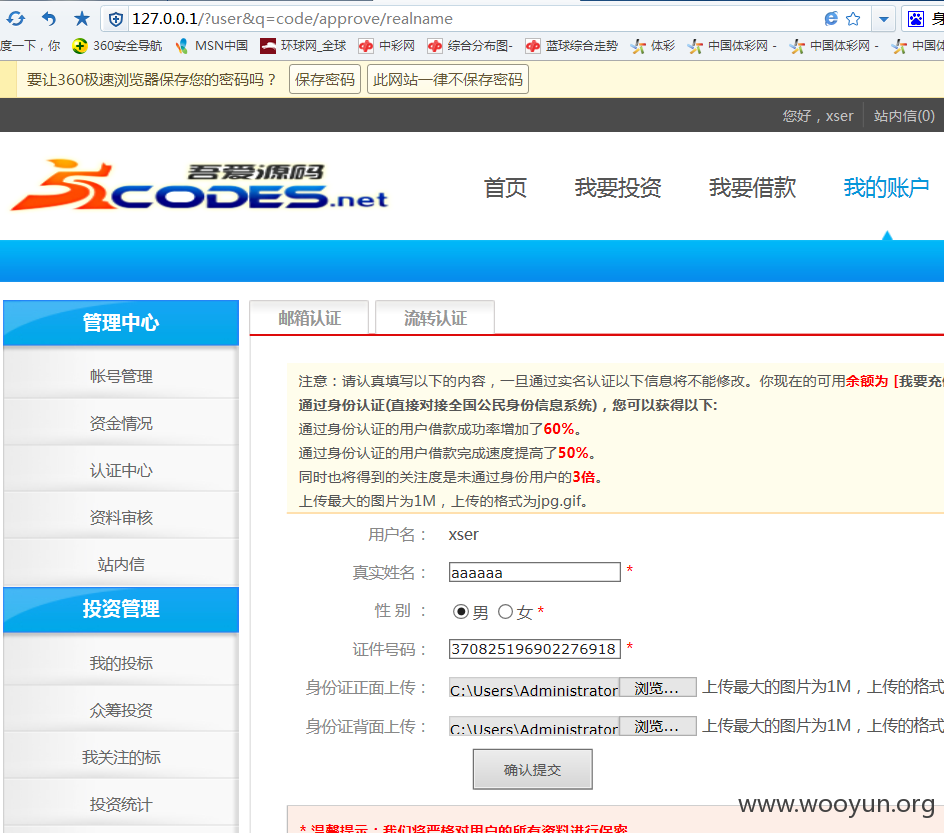 127.0.0.1/?user&q=code/approve/realname
度一下，你 360安全导航 MSN中国 环球网_全球 中彩网 综合分布图- 蓝球综合走势 体彩 中国体彩网 - 中国体彩网 - 中国体
要让360极速浏览器保存您的密码吗？ 保存密码 此网站一律不保存密码
您好，xser 站内信(0)
吾爱源码
CODES.net
首页 我要投资 我要借款 我的账户
管理中心
帐号管理
资金情况
认证中心
资料审核
站内信
投资管理
我的投标
众筹投资
我关注的标
投资统计
邮箱认证 流转认证
注意：请认真填写以下的内容，一旦通过实名认证以下信息将不能修改。你现在的可用余额为 [我要充
通过身份认证(直接对接全国公民身份信息系统)，您可以获得以下:
通过身份认证的用户借款成功率增加了60%。
通过身份认证的用户借款完成速度提高了50%。
同时也将得到的关注度是未通过身份用户的3倍。
上传最大的图片为1M，上传的格式为jpg.gif。
用户名： xser
真实姓名： aaaaaa *
性 别 ： 男 女 *
证件号码： 370825196902276918 *
身份证正面上传： C:\Users\Administrator 浏览... 上传最大的图片为1M，上传的格式
身份证背面上传： C:\Users\Administrator 浏览... 上传最大的图片为1M，上传的格式
确认提交
* 温馨提示：我们将严格对用户的所有资料进行保密
www.wooyun.org